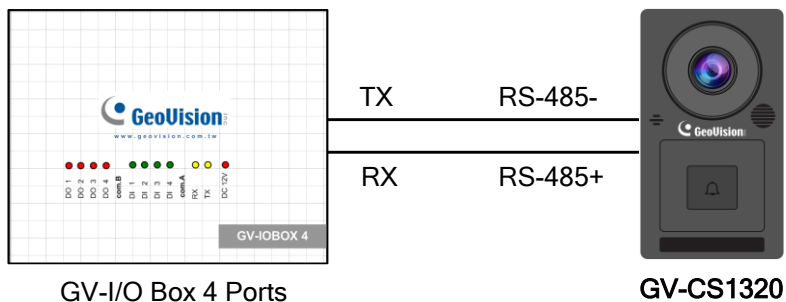 GeoVision
www.geovision.com.tw
DO 1
DO 2
DO 3
DO 4
com.B
DI 1
DI 2
DI 3
DI 4
com.A
RX
TX
DC 12V
GV-IOBOX 4
GV-I/O Box 4 Ports
TX RS-485-
RX RS-485+
GeoVision
GV-CS1320